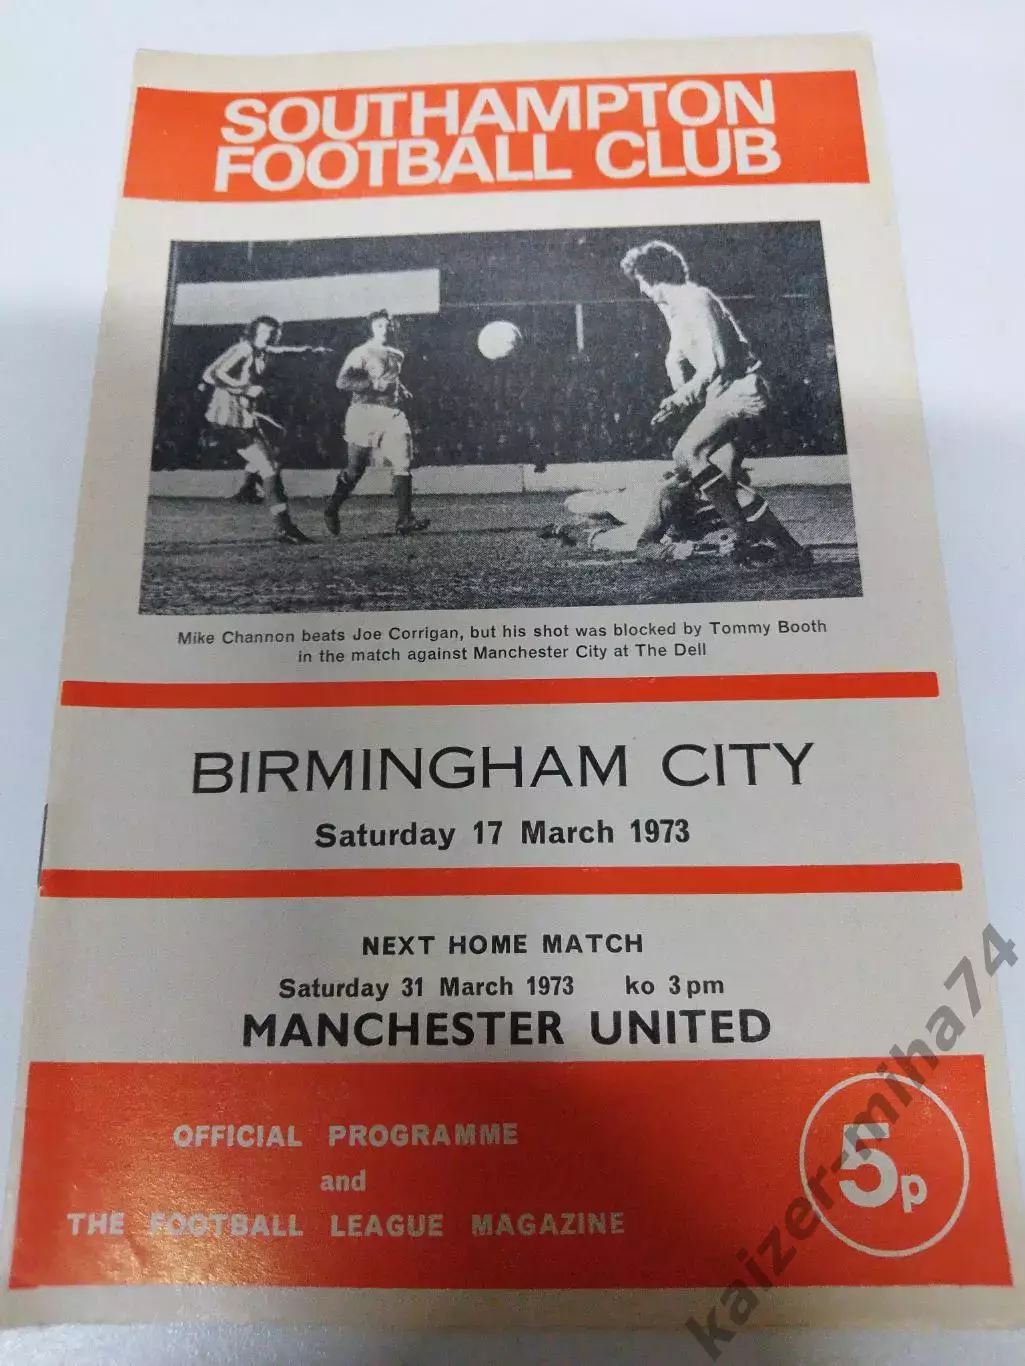 SOUTHAMPTON
FOOTBALL CLUB
Mike Channon beats Joe Corrigan, but his shot was blocked by Tommy Booth
in the match against Manchester City at The Dell
BIRMINGHAM CITY
Saturday 17 March 1973
NEXT HOME MATCH
Saturday 31 March 1973 ko 3 pm
MANCHESTER UNITED
OFFICIAL PROGRAMME
and
THE FOOTBALL LEAGUE MAGAZINE
5p
kaizer-miha74